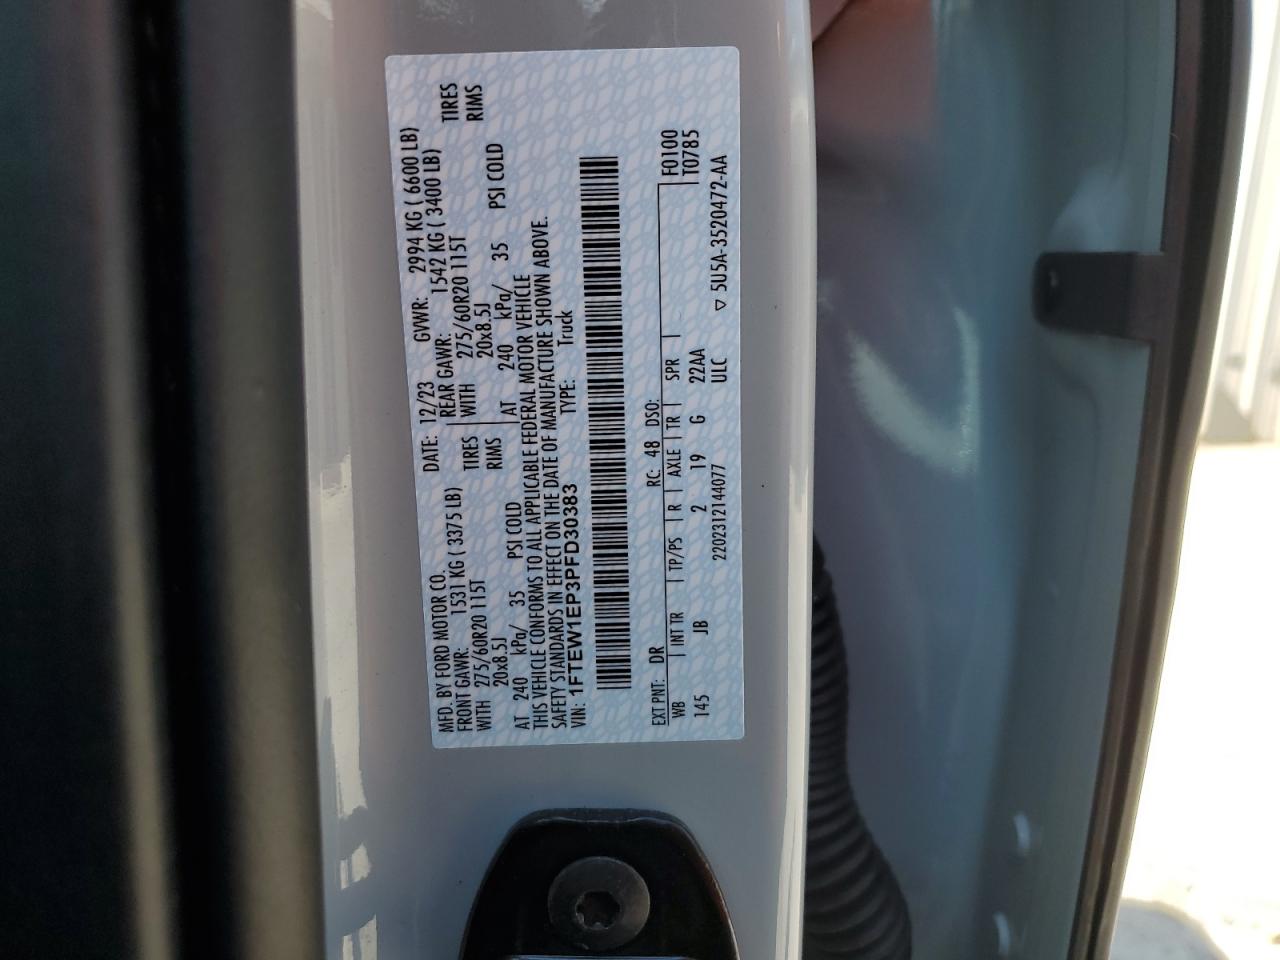 MFD. BY FORD MOTOR CO. DATE: 12/23 GVWR: 2994 KG ( 6600 LB)
FRONT GAWR: 1531 KG ( 3375 LB) REAR GAWR: 1542 KG ( 3400 LB)
WITH 275/60R20 115T TIRES WITH 275/60R20 115T TIRES
20x8.5J RIMS 20x8.5J RIMS
AT 240 kPa/ 35 PSI COLD AT 240 kPa/ 35 PSI COLD
THIS VEHICLE CONFORMS TO ALL APPLICABLE FEDERAL MOTOR VEHICLE
SAFETY STANDARDS IN EFFECT ON THE DATE OF MANUFACTURE SHOWN ABOVE.
VIN: 1FTEW1EP3PFD30383 TYPE: Truck
EXT PNT: DR RC: 48 DSO: F0100
WB INT TR TP/PS R AXLE TR SPR T0785
145 JB 2 19 G 22AA
2202312144077 ULC ▽ 5U5A-3520472-AA